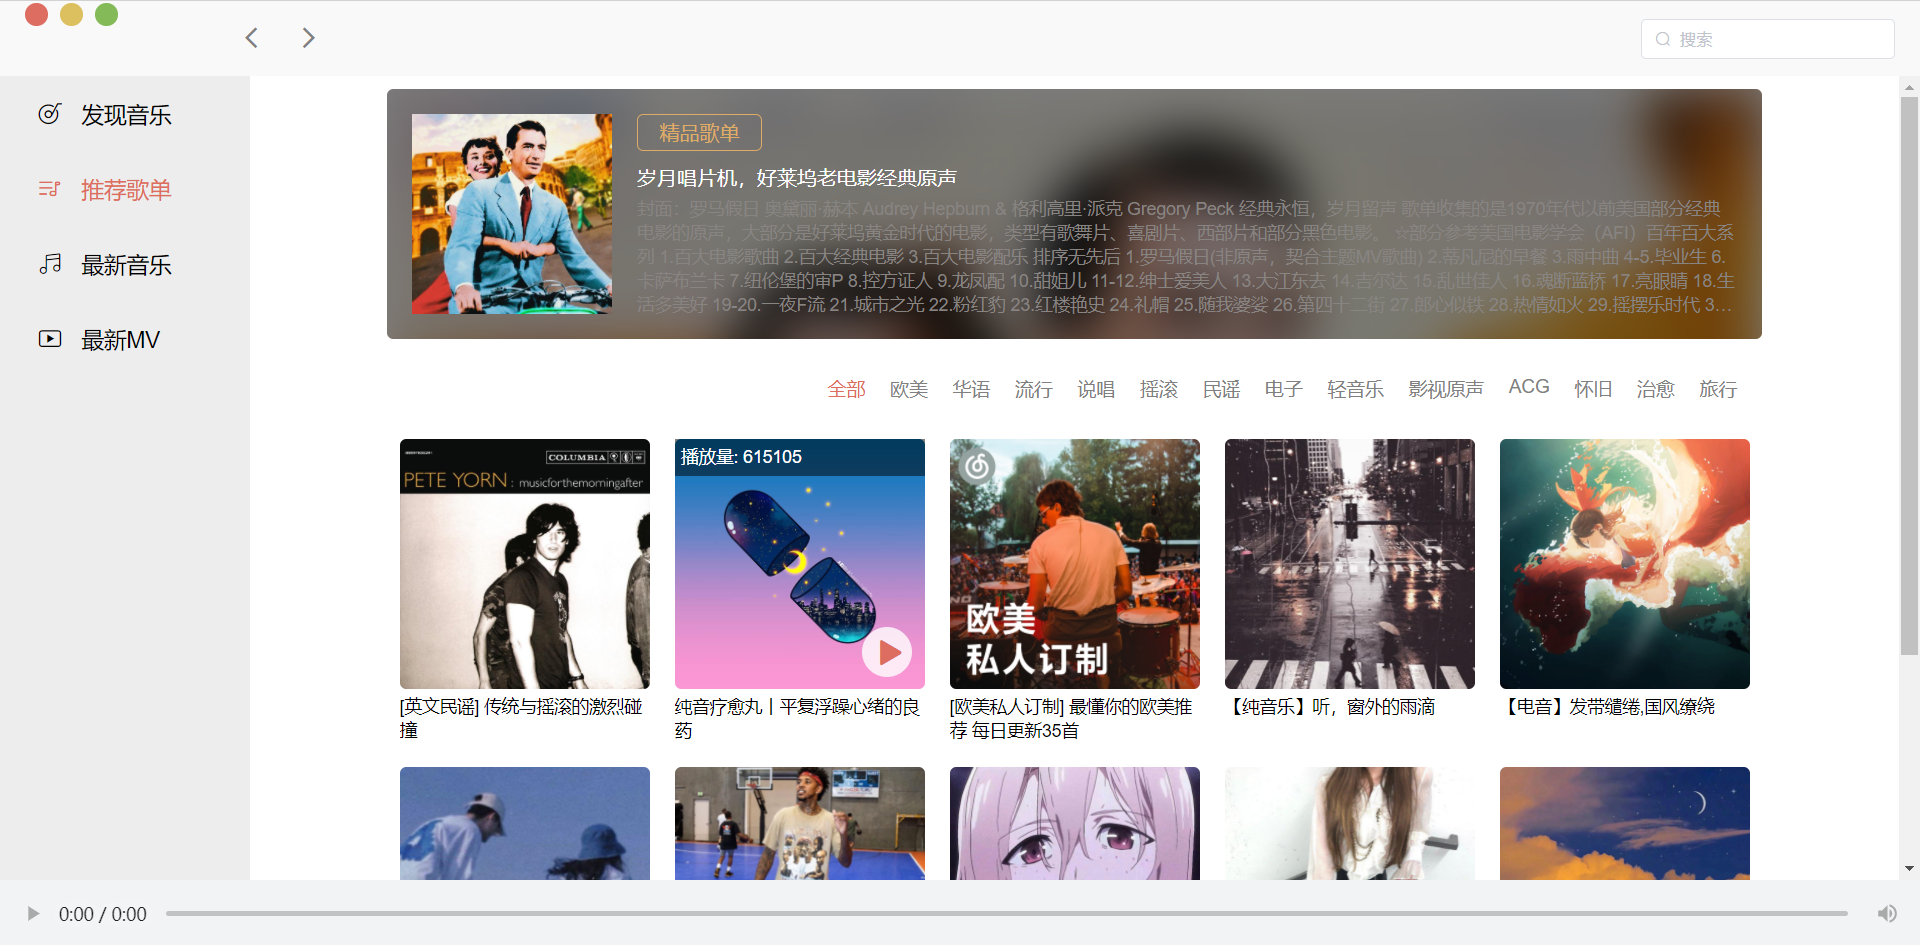 搜索
发现音乐
推荐歌单
最新音乐
最新MV
精品歌单
岁月唱片机，好莱坞老电影经典原声
封面：罗马假日 奥黛丽·赫本 Audrey Hepburn & 格利高里·派克 Gregory Peck 经典永恒，岁月留声 歌单收集的是1970年代以前美国部分经典
电影的原声，大部分是好莱坞黄金时代的电影，类型有歌舞片、喜剧片、西部片和部分黑色电影。 ☆部分参考美国电影学会（AFI）百年百大系
列 1.百大电影歌曲 2.百大经典电影 3.百大电影配乐 排序无先后 1.罗马假日(非原声，契合主题MV歌曲) 2.蒂凡尼的早餐 3.雨中曲 4-5.毕业生 6.
卡萨布兰卡 7.纽伦堡的审P 8.控方证人 9.龙凤配 10.甜姐儿 11-12.绅士爱美人 13.大江东去 14.吉尔达 15.乱世佳人 16.魂断蓝桥 17.亮眼睛 18.生
活多美好 19-20.一夜F流 21.城市之光 22.粉红豹 23.红楼艳史 24.礼帽 25.随我婆娑 26.第四十二街 27.郎心似铁 28.热情如火 29.摇摆乐时代 3…
全部 欧美 华语 流行 说唱 摇滚 民谣 电子 轻音乐 影视原声 ACG 怀旧 治愈 旅行
COLUMBIA
PETE YORN : musicforthemorningafter
[英文民谣] 传统与摇滚的激烈碰
撞
播放量: 615105
纯音疗愈丸丨平复浮躁心绪的良
药
欧美
私人订制
[欧美私人订制] 最懂你的欧美推
荐 每日更新35首
【纯音乐】听，窗外的雨滴
【电音】发带缱绻,国风缭绕
0:00 / 0:00